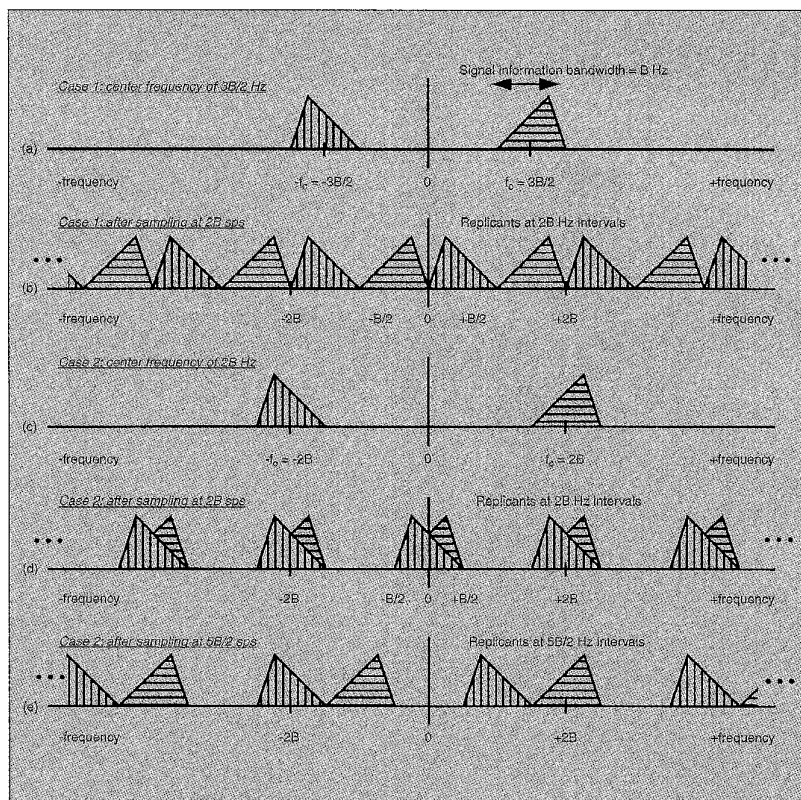 Signal information bandwidth = B Hz
Case 1: center frequency of 3B/2 Hz
(a)
-frequency -fc = -3B/2 0 fc = 3B/2 +frequency
Case 1: after sampling at 2B sps Replicants at 2B Hz intervals
••• •••
(b)
-frequency -2B -B/2 0 +B/2 +2B +frequency
Case 2: center frequency of 2B Hz
(c)
-frequency -fc = -2B 0 fc = 2B +frequency
Case 2: after sampling at 2B sps Replicants at 2B Hz intervals
••• •••
(d)
-frequency -2B -B/2 0 +B/2 +2B +frequency
Case 2: after sampling at 5B/2 sps Replicants at 5B/2 Hz intervals
••• •••
(e)
-frequency -2B 0 +2B +frequency